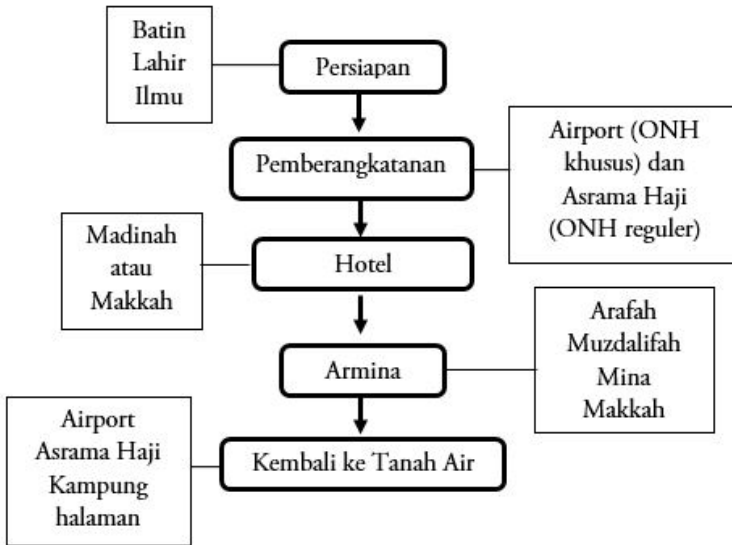 Batin
Lahir
Ilmu
Persiapan
Pemberangkatanan
Airport (ONH
khusus) dan
Asrama Haji
(ONH reguler)
Madinah
atau
Makkah
Hotel
Armina
Arafah
Muzdalifah
Mina
Makkah
Airport
Asrama Haji
Kampung
halaman
Kembali ke Tanah Air